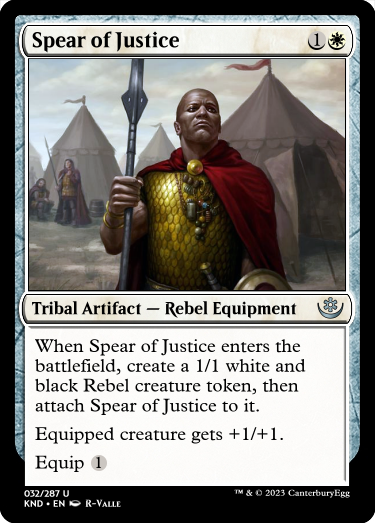 Spear of Justice 1
Tribal Artifact — Rebel Equipment
When Spear of Justice enters the
battlefield, create a 1/1 white and
black Rebel creature token, then
attach Spear of Justice to it.
Equipped creature gets +1/+1.
Equip 1
032/287 U
KND • EN R-Valle
™ & © 2023 CanterburyEgg